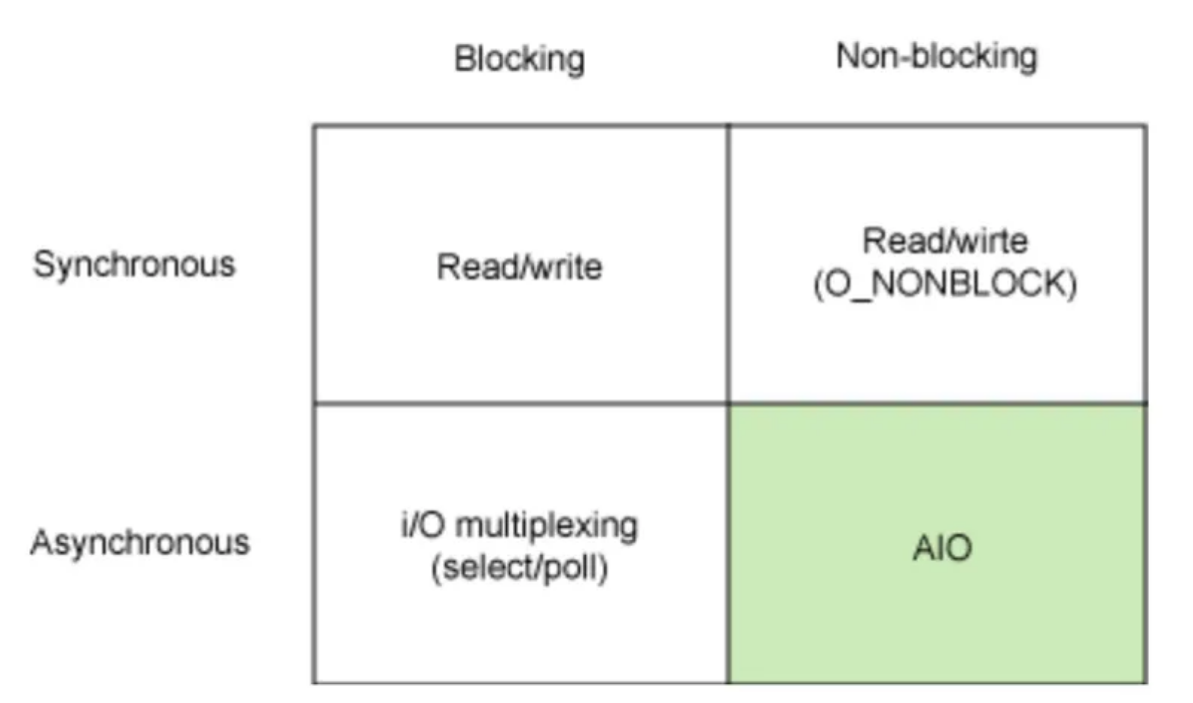 Blocking
Non-blocking
Synchronous
Read/write
Read/wirte
(O_NONBLOCK)
Asynchronous
i/O multiplexing
(select/poll)
AIO